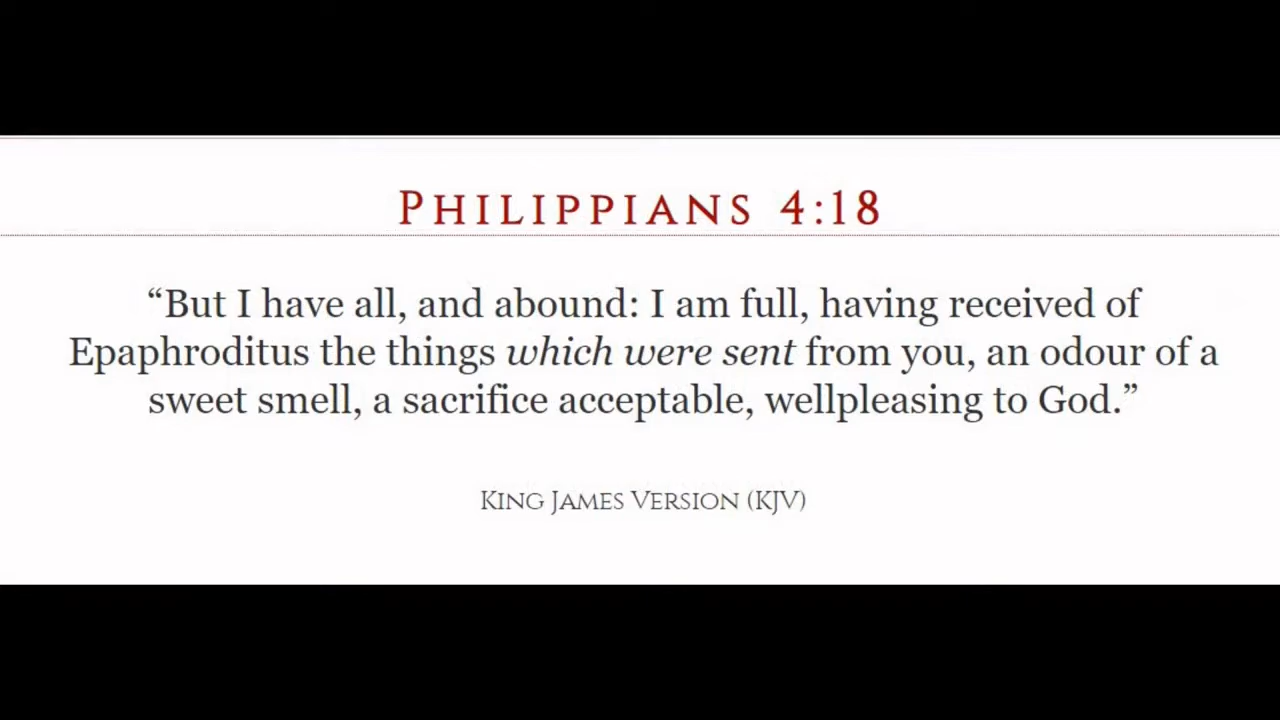 PHILIPPIANS 4:18
“But I have all, and abound: I am full, having received of
Epaphroditus the things which were sent from you, an odour of a
sweet smell, a sacrifice acceptable, wellpleasing to God.”
KING JAMES VERSION (KJV)